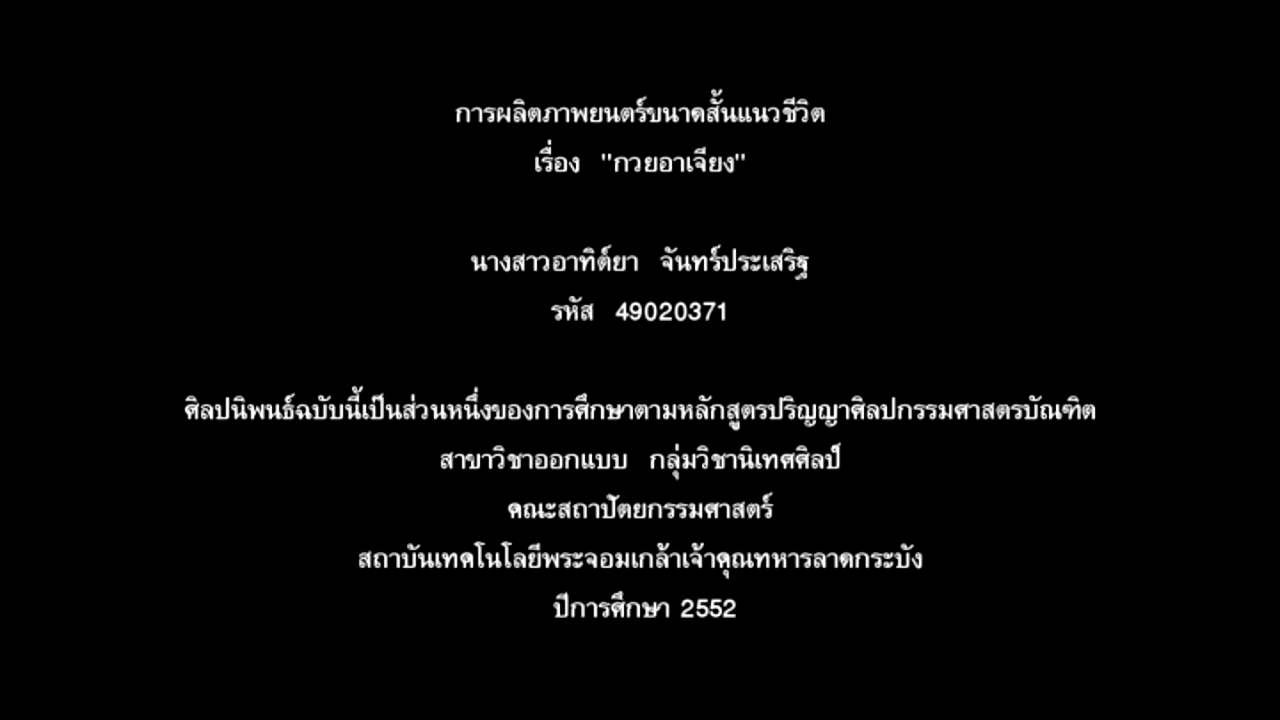 การผลิตภาพยนตร์ขนาดสั้นแนวชีวิต
เรื่อง "กวยอาเจียง"
นางสาวอาทิต์ยา จันทร์ประเสริฐ
รหัส 49020371
ศิลปนิพนธ์ฉบับนี้เป็นส่วนหนึ่งของการศึกษาตามหลักสูตรปริญญาศิลปกรรมศาสตรบัณฑิต
สาขาวิชาออกแบบ กลุ่มวิชานิเทศศิลป์
คณะสถาปัตยกรรมศาสตร์
สถาบันเทคโนโลยีพระจอมเกล้าเจ้าคุณทหารลาดกระบัง
ปีการศึกษา 2552